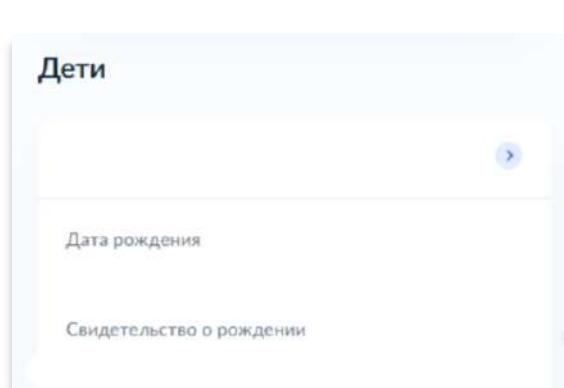 Дети
Дата рождения
Свидетельство о рождении